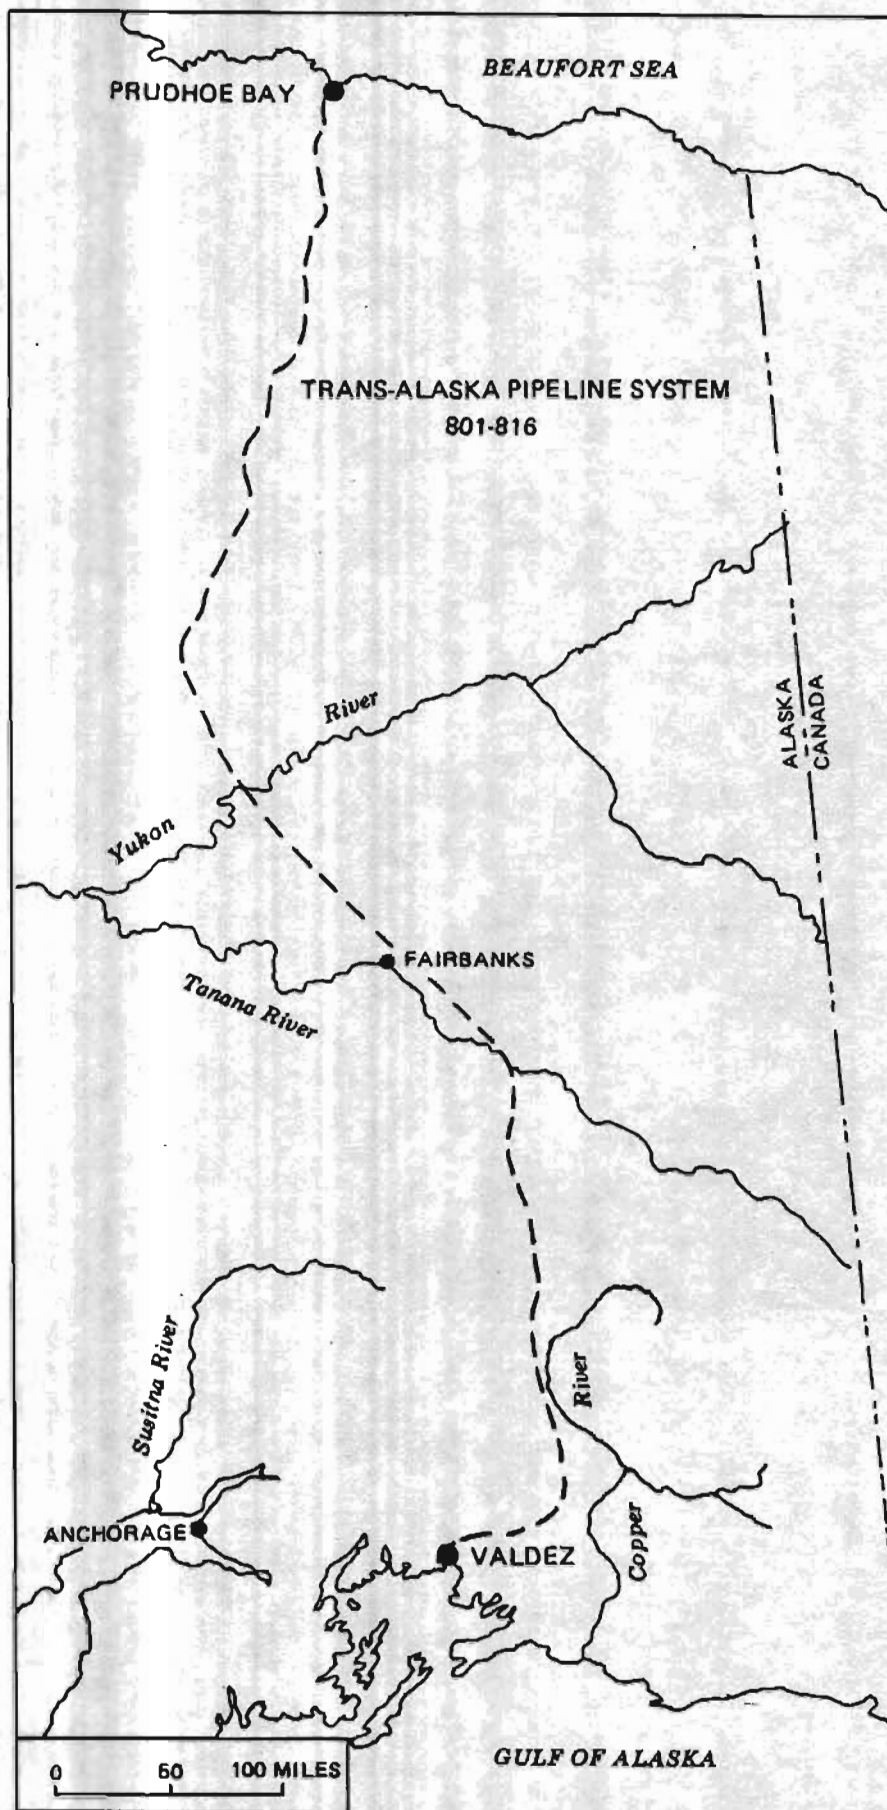 BEAUFORT SEA
PRUDHOE BAY
TRANS-ALASKA PIPELINE SYSTEM
801-816
River
ALASKA
CANADA
Yukon
FAIRBANKS
Tanana River
Susitna River
River
ANCHORAGE
Copper
VALDEZ
GULF OF ALASKA
0 50 100 MILES